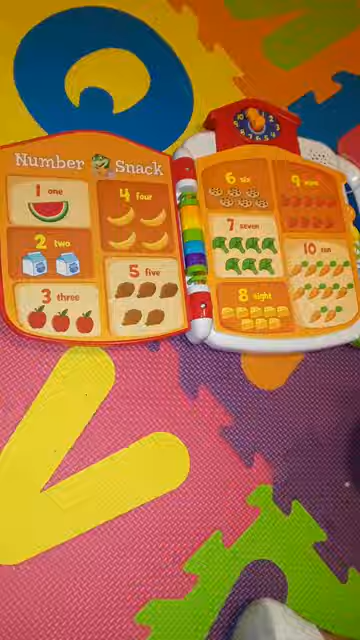 Number Snack
1 one
2 two
3 three
4 four
5 five
6 six
7 seven
8 eight
9 nine
10 ten